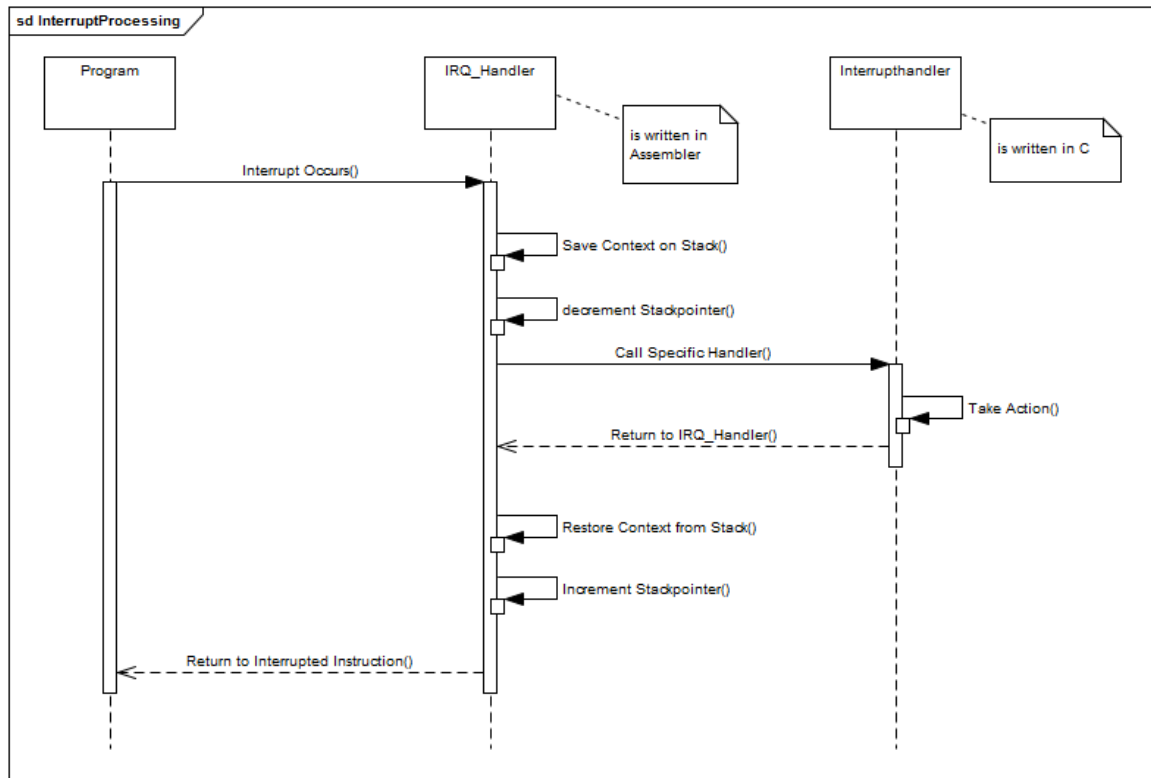 sd InterruptProcessing
Program
IRQ_Handler
Interrupthandler
is written in
Assembler
is written in C
Interrupt Occurs()
Save Context on Stack()
decrement Stackpointer()
Call Specific Handler()
Take Action()
Return to IRQ_Handler()
Restore Context from Stack()
Increment Stackpointer()
Return to Interrupted Instruction()